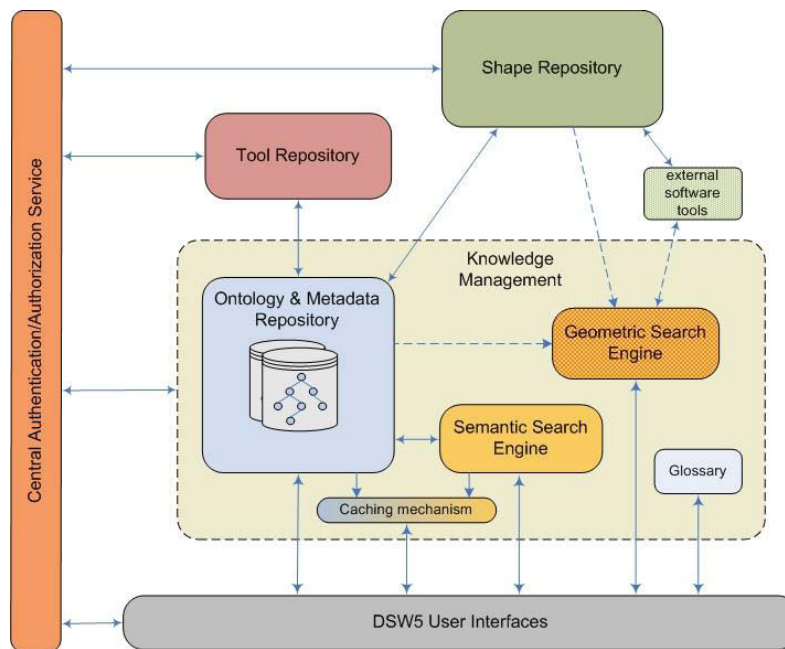 Central Authentication/Authorization Service
Shape Repository
Tool Repository
external
software
tools
Knowledge
Management
Ontology & Metadata
Repository
Geometric Search
Engine
Semantic Search
Engine
Glossary
Caching mechanism
DSW5 User Interfaces